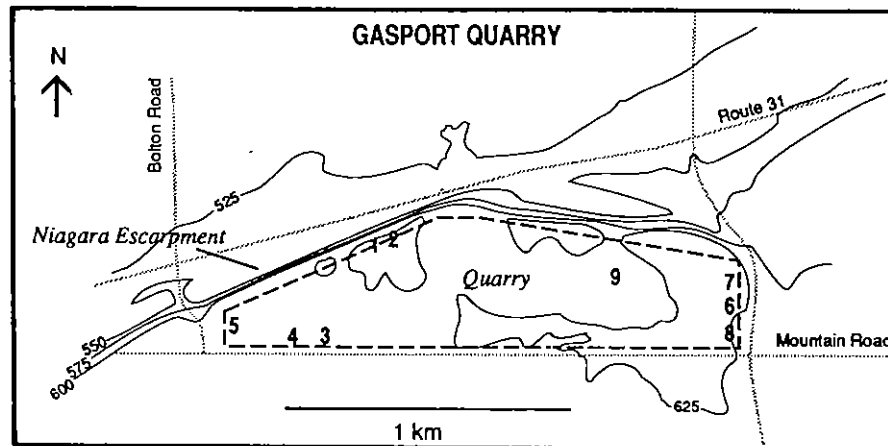 GASPORT QUARRY
N
Bolton Road
Route 31
525
Niagara Escarpment
1 2
Quarry
9
7
6
5
4 3
8
Mountain Road
550
575
600
625
1 km